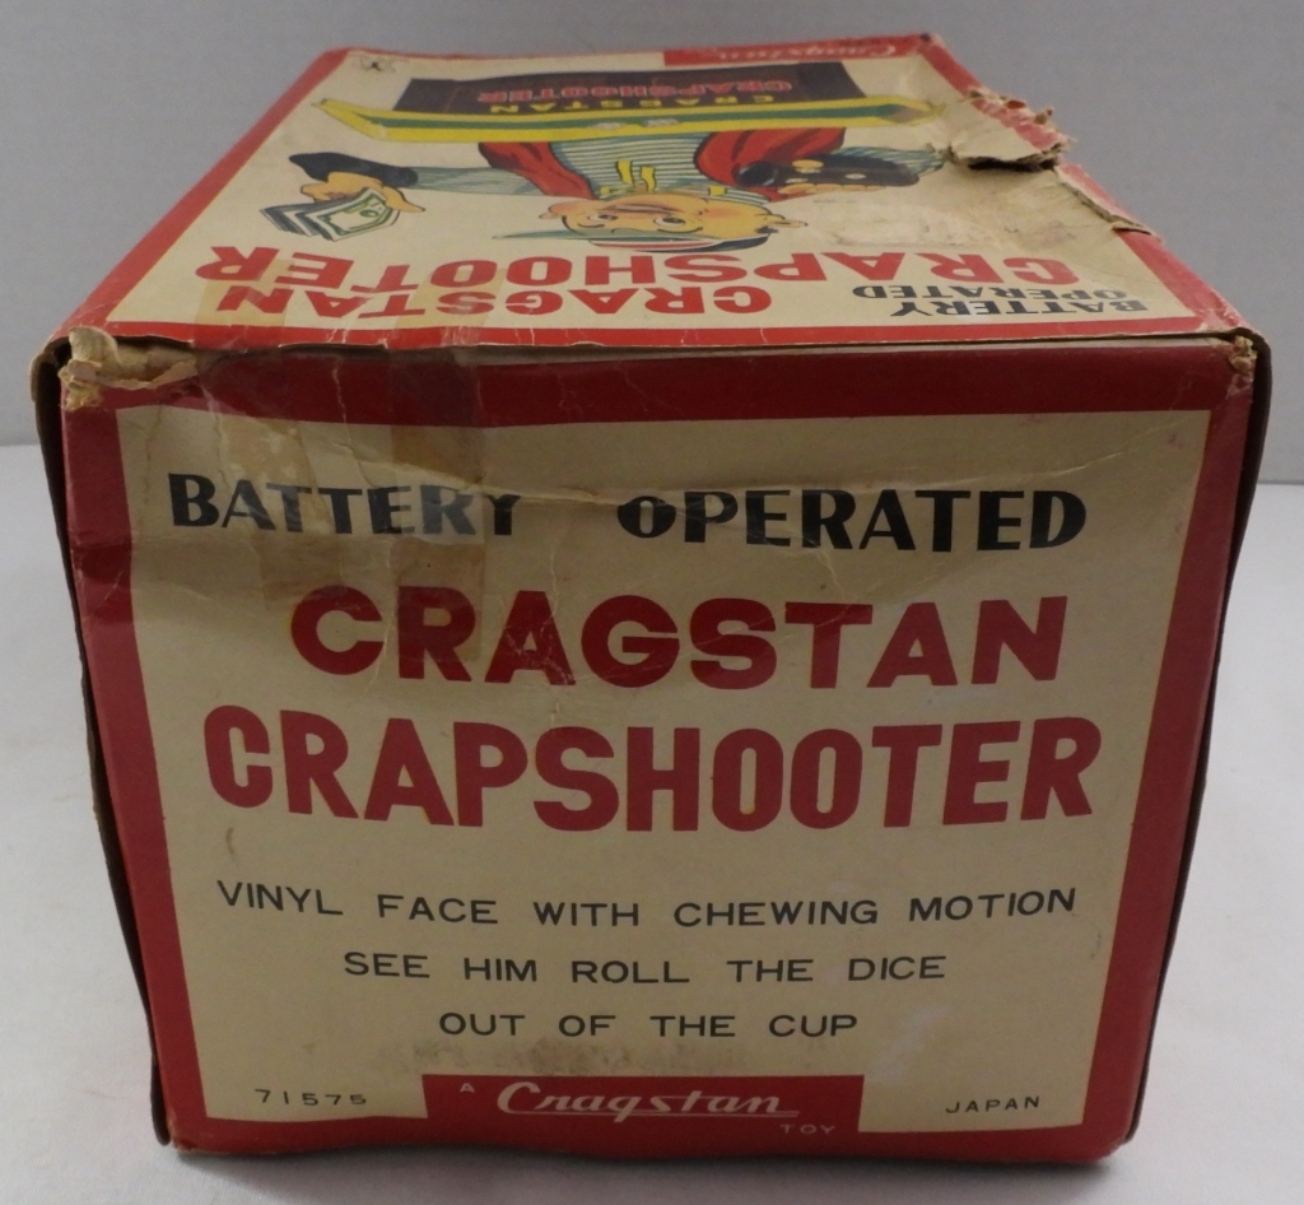 Cragstan
CRAGSTAN
CRAPSHOOTER
BATTERY
OPERATED
CRAGSTAN
CRAPSHOOTER
BATTERY OPERATED
CRAGSTAN
CRAPSHOOTER
VINYL FACE WITH CHEWING MOTION
SEE HIM ROLL THE DICE
OUT OF THE CUP
71575
A Cragstan TOY
JAPAN